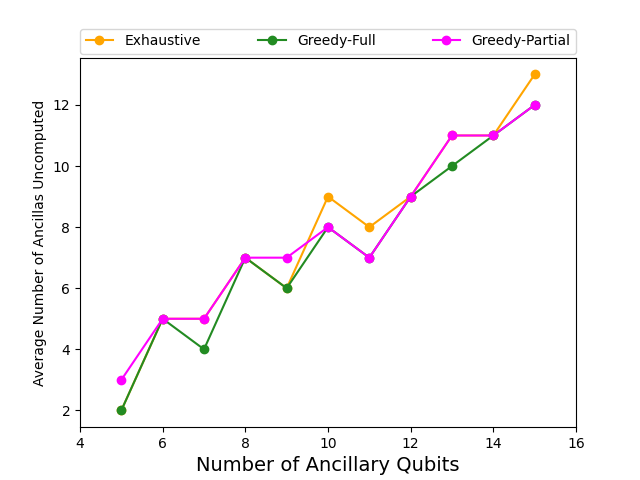 Exhaustive Greedy-Full Greedy-Partial
Average Number of Ancillas Uncomputed
12
10
8
6
4
2
4 6 8 10 12 14 16
Number of Ancillary Qubits